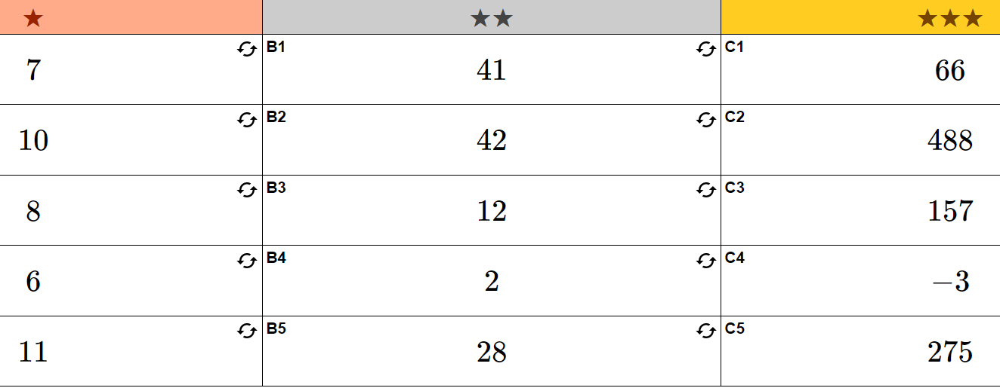 ★ ★★ ★★★
7 B1 41 C1 66
10 B2 42 C2 488
8 B3 12 C3 157
6 B4 2 C4 −3
11 B5 28 C5 275